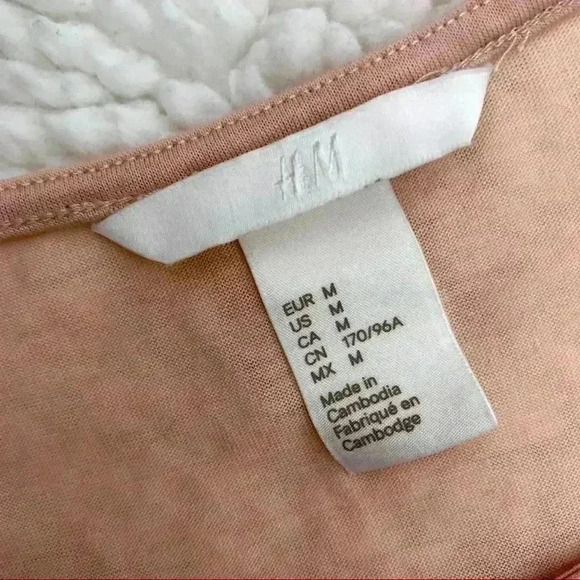 H&M
EUR M
US M
CA M
CN 170/96A
MX M
Made in
Cambodia
Fabriqué en
Cambodge